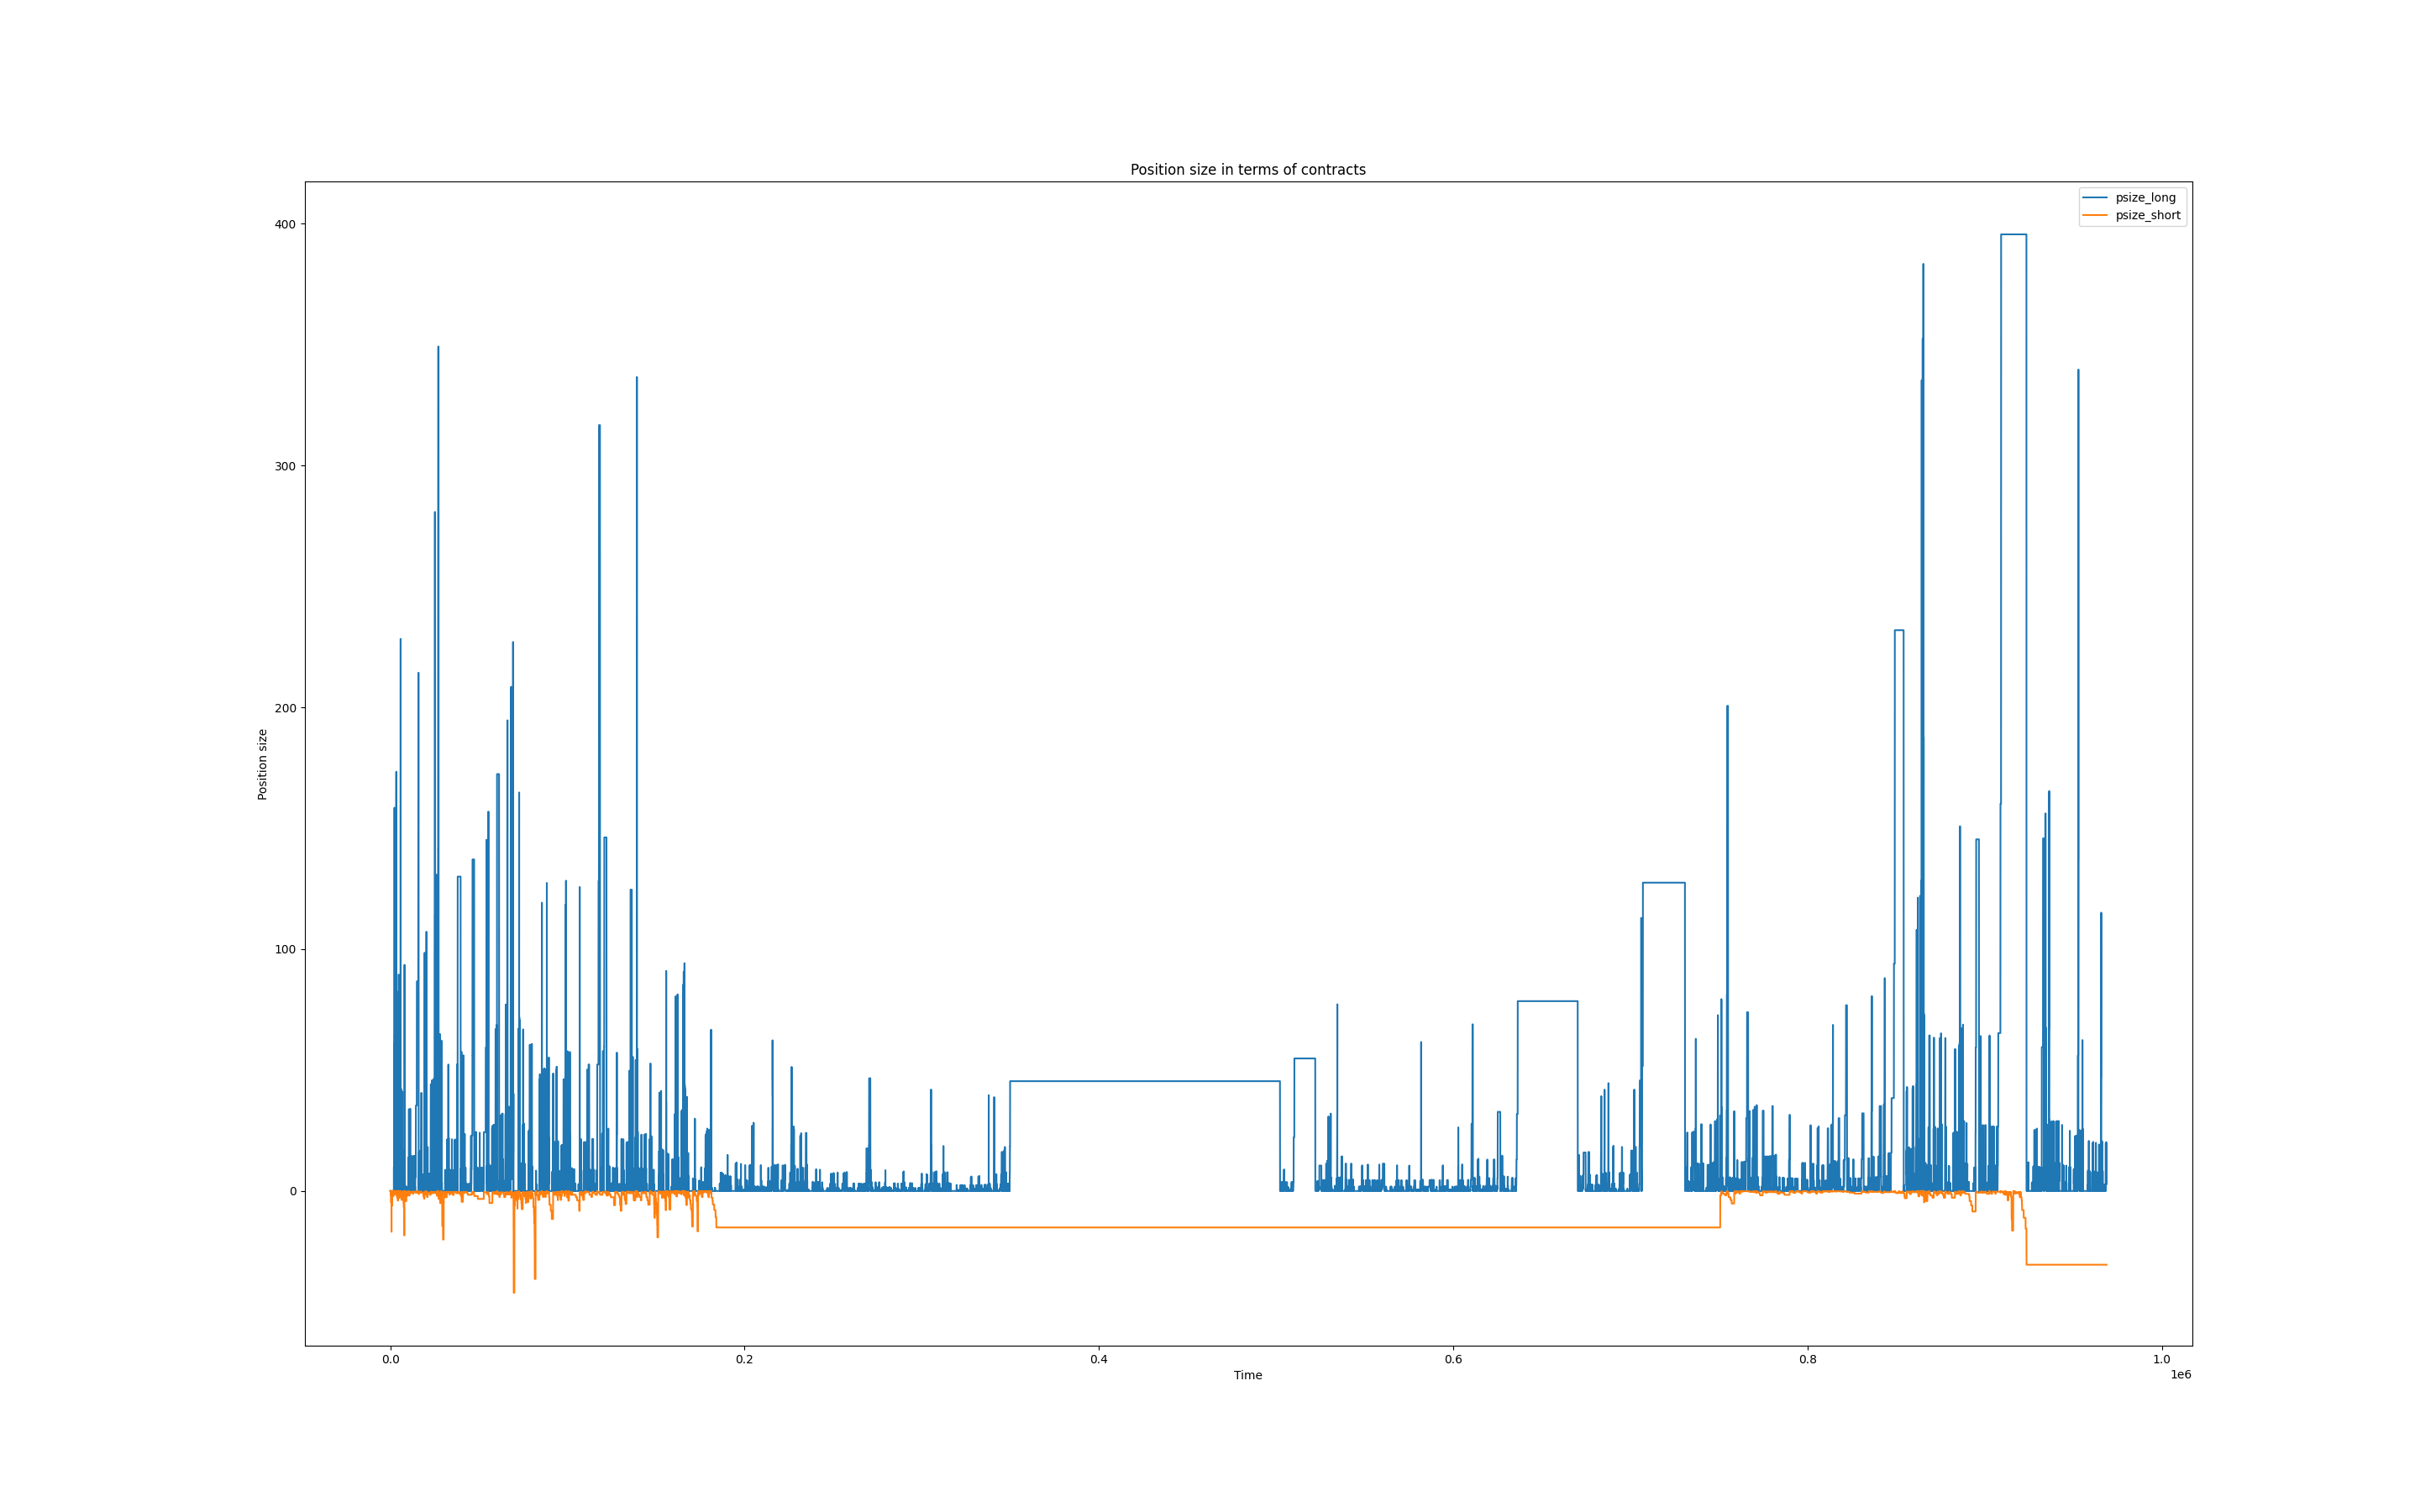 Position size in terms of contracts
psize_long
psize_short
400
300
200
100
0
Position size
0.0 0.2 0.4 0.6 0.8 1.0
Time
1e6